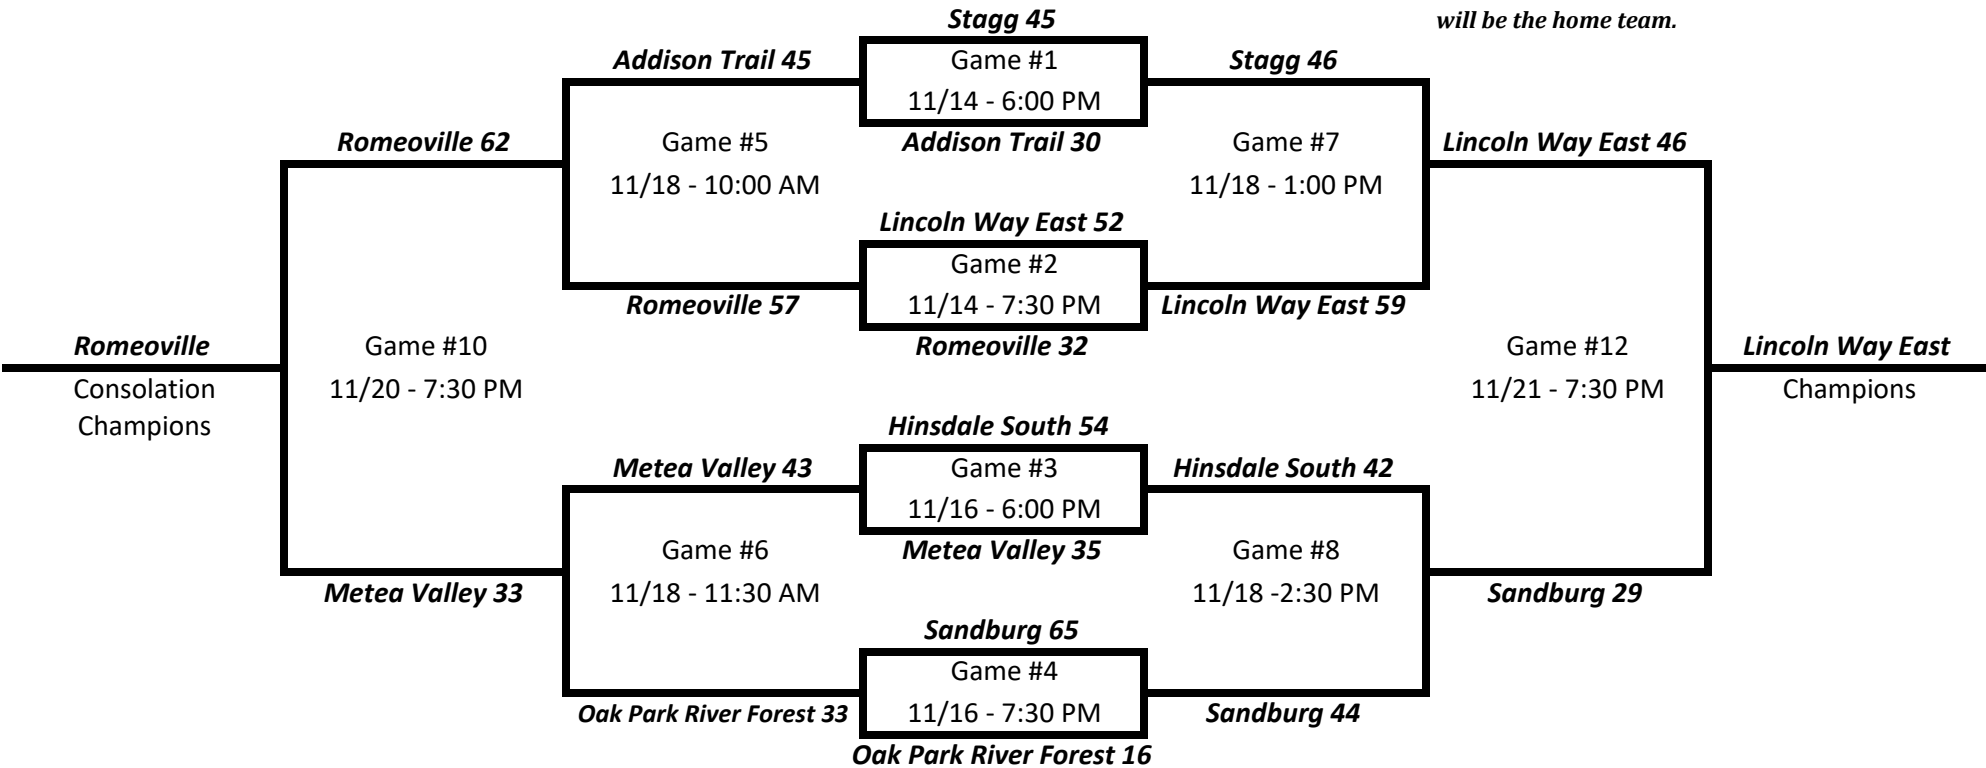 Stagg 45
will be the home team.
Addison Trail 45
Game #1
Stagg 46
11/14 - 6:00 PM
Romeoville 62
Game #5
Addison Trail 30
Game #7
Lincoln Way East 46
11/18 - 10:00 AM
11/18 - 1:00 PM
Lincoln Way East 52
Game #2
Romeoville 57
11/14 - 7:30 PM
Lincoln Way East 59
Romeoville
Game #10
Romeoville 32
Game #12
Lincoln Way East
Consolation
Champions
11/20 - 7:30 PM
11/21 - 7:30 PM
Champions
Hinsdale South 54
Metea Valley 43
Game #3
Hinsdale South 42
11/16 - 6:00 PM
Game #6
Metea Valley 35
Game #8
Metea Valley 33
11/18 - 11:30 AM
11/18 -2:30 PM
Sandburg 29
Sandburg 65
Game #4
Oak Park River Forest 33
11/16 - 7:30 PM
Sandburg 44
Oak Park River Forest 16